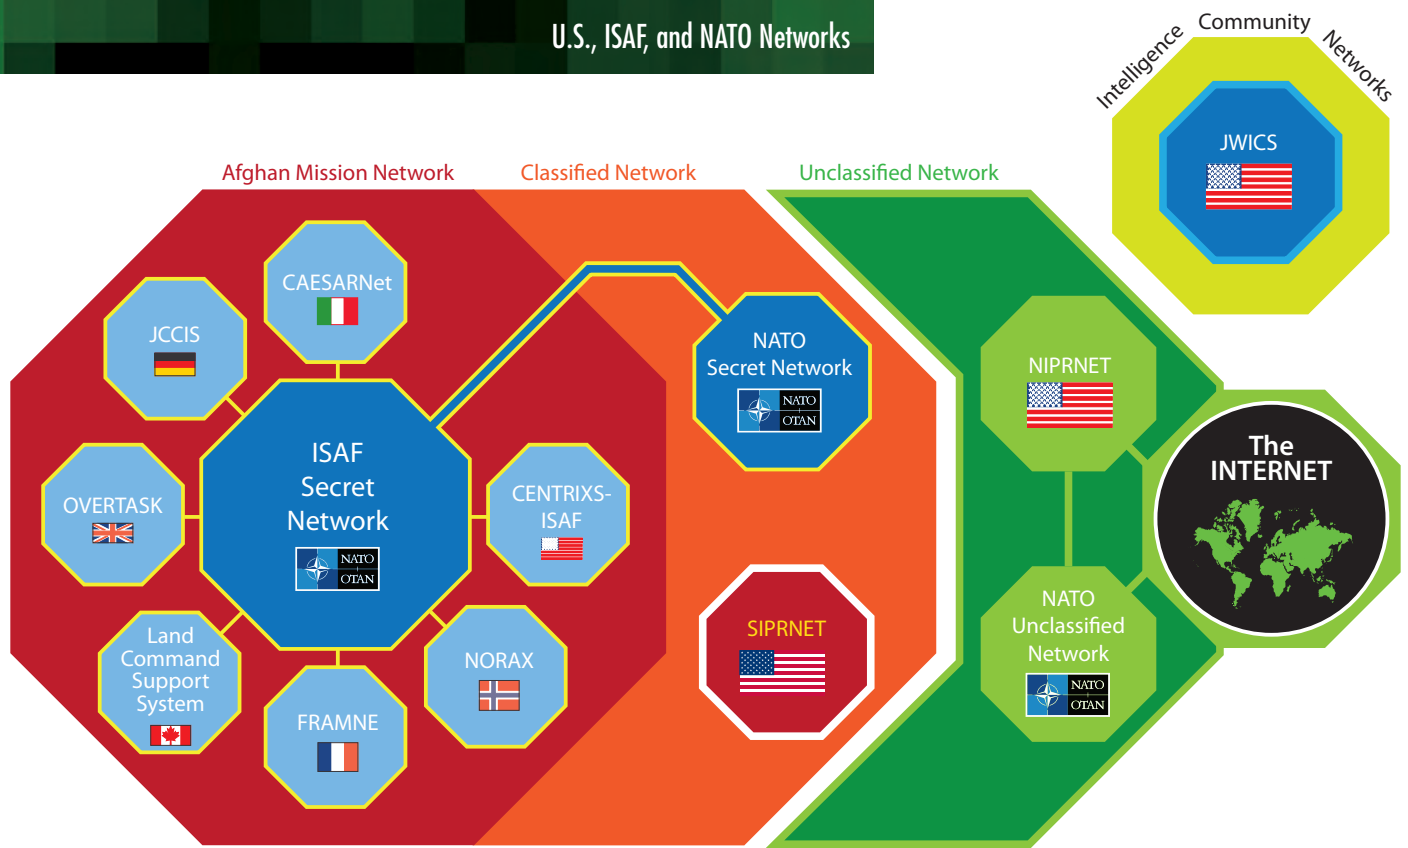 U.S., ISAF, and NATO Networks
Intelligence Community Networks
JWICS
Afghan Mission Network
Classified Network
Unclassified Network
CAESARNet
JCCIS
OVERTASK
Land
Command
Support
System
FRAMNE
NORAX
CENTRIXS-
ISAF
ISAF
Secret
Network
NATO
OTAN
NATO
Secret Network
NATO
OTAN
SIPRNET
NIPRNET
NATO
Unclassified
Network
NATO
OTAN
The
INTERNET